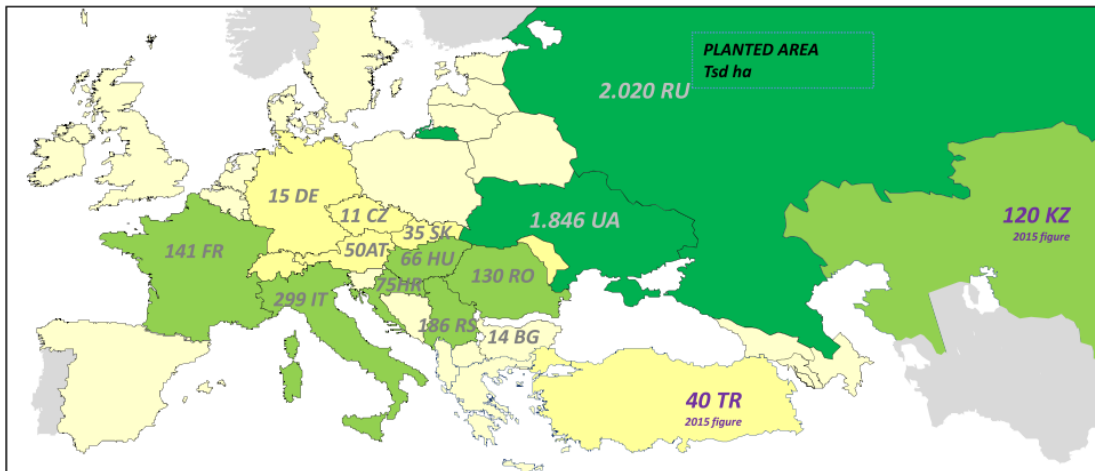 PLANTED AREA
Tsd ha
2.020 RU
15 DE
11 CZ
1.846 UA
120 KZ
2015 figure
35 SK
141 FR
50AT
66 HU
130 RO
75HR
299 IT
186 RS
14 BG
40 TR
2015 figure